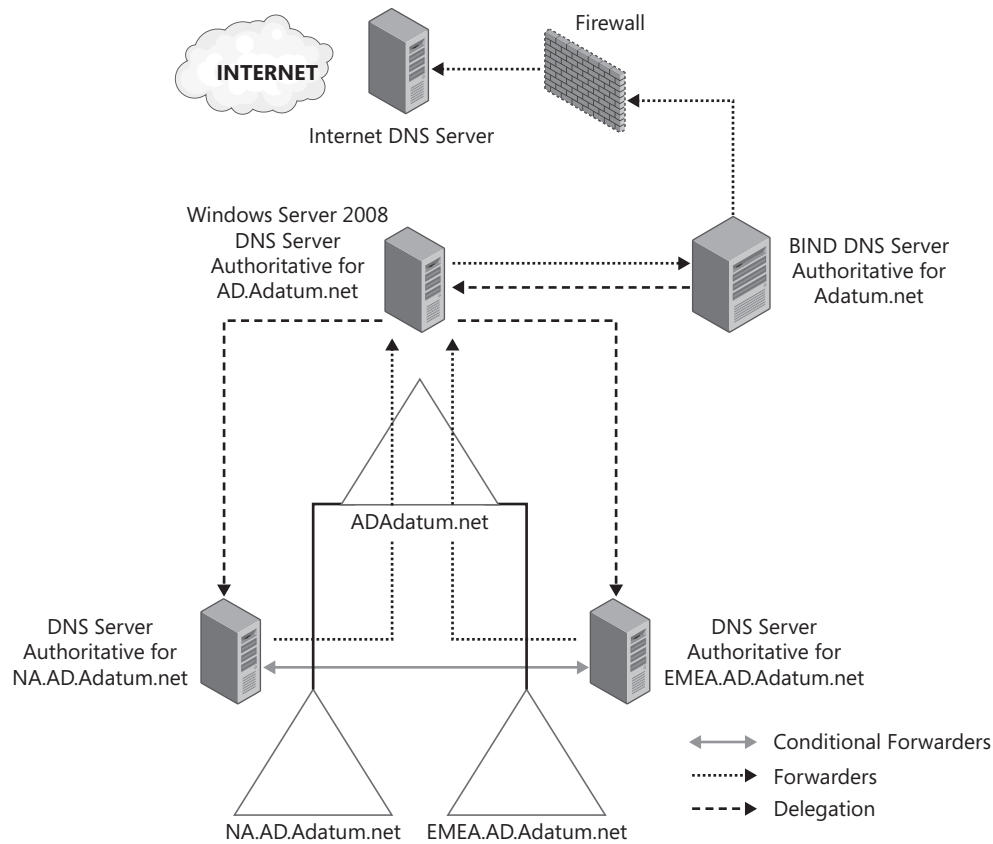 Firewall
INTERNET
Internet DNS Server
Windows Server 2008
DNS Server
Authoritative for
AD.Adatum.net
BIND DNS Server
Authoritative for
Adatum.net
ADAdatum.net
DNS Server
Authoritative for
NA.AD.Adatum.net
DNS Server
Authoritative for
EMEA.AD.Adatum.net
Conditional Forwarders
Forwarders
Delegation
NA.AD.Adatum.net
EMEA.AD.Adatum.net